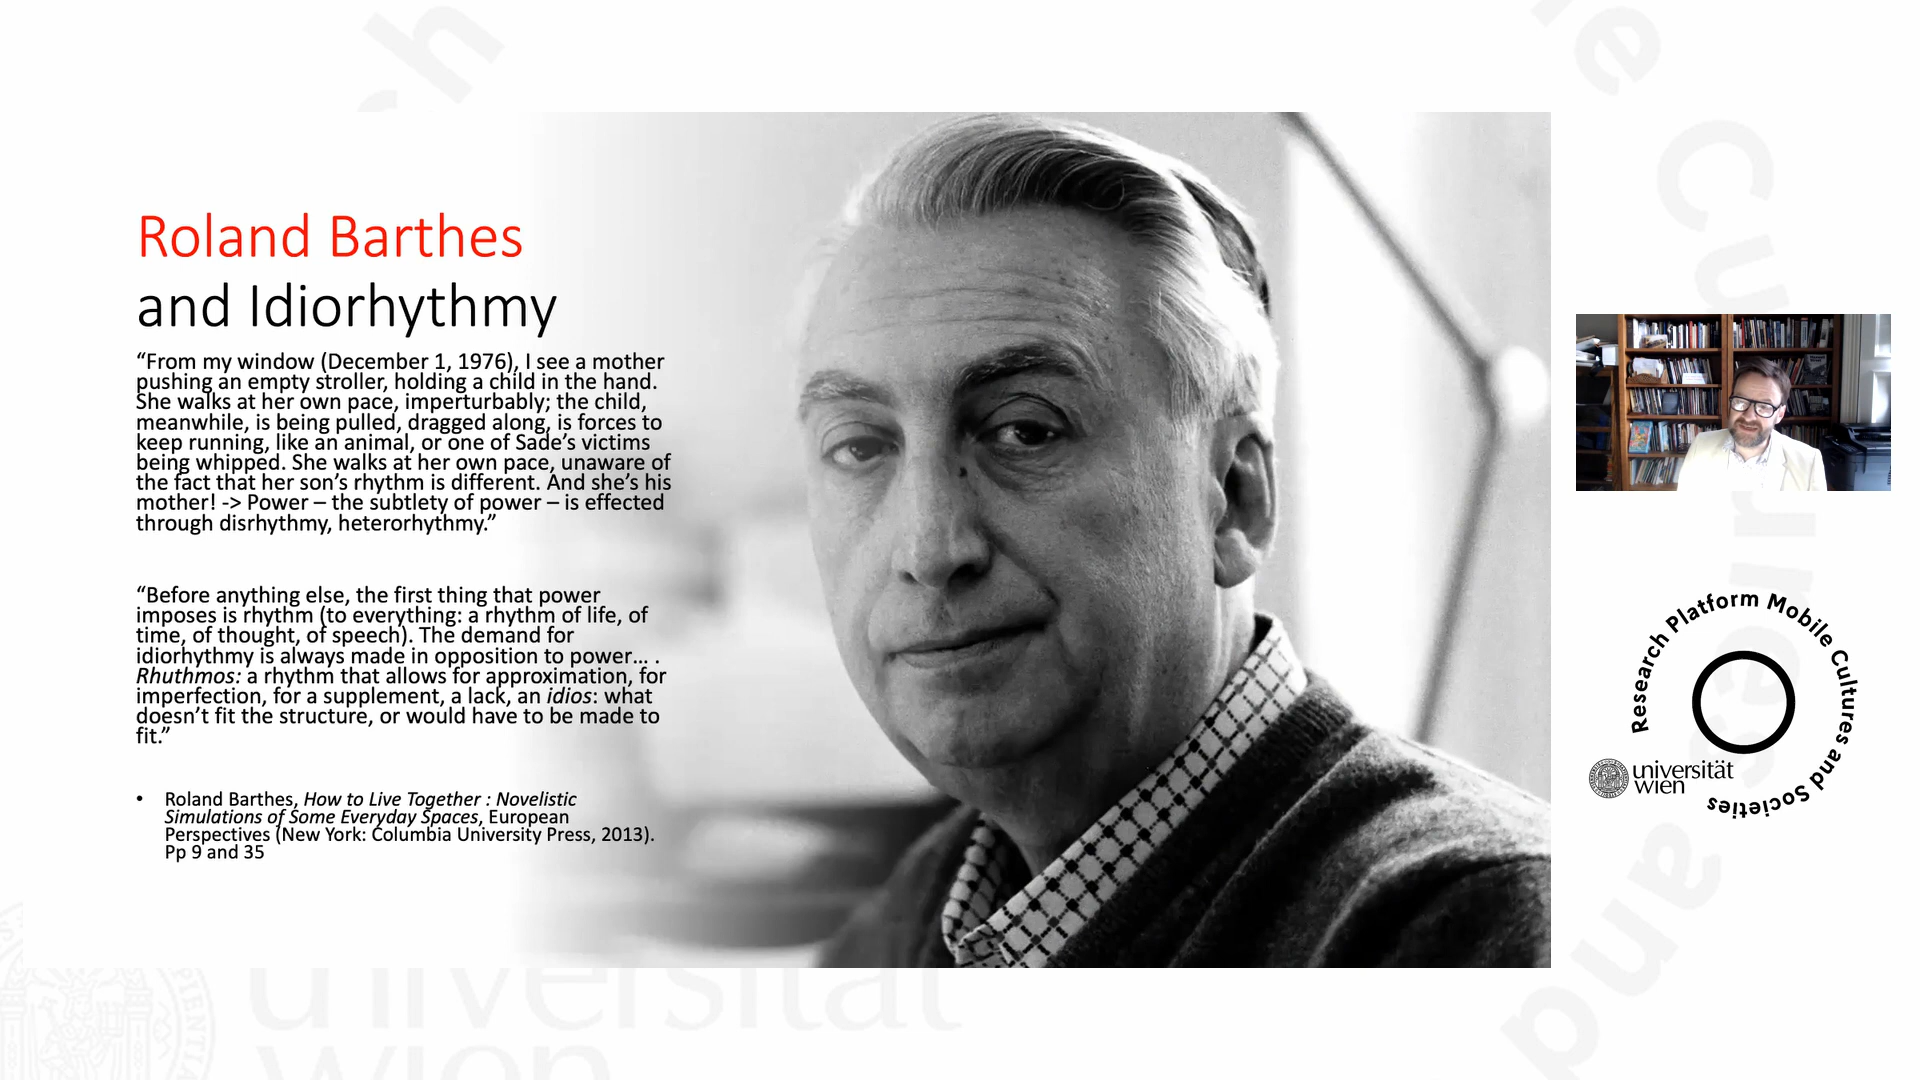 Roland Barthes
and Idiorhythmy
“From my window (December 1, 1976), I see a mother
pushing an empty stroller, holding a child in the hand.
She walks at her own pace, imperturbably; the child,
meanwhile, is being pulled, dragged along, is forces to
keep running, like an animal, or one of Sade’s victims
being whipped. She walks at her own pace, unaware of
the fact that her son’s rhythm is different. And she’s his
mother! -> Power – the subtlety of power – is effected
through disrhythmy, heterorhythmy.”
“Before anything else, the first thing that power
imposes is rhythm (to everything: a rhythm of life, of
time, of thought, of speech). The demand for
idiorhythmy is always made in opposition to power… .
Rhuthmos: a rhythm that allows for approximation, for
imperfection, for a supplement, a lack, an idios: what
doesn’t fit the structure, or would have to be made to
fit.”
• Roland Barthes, How to Live Together : Novelistic
Simulations of Some Everyday Spaces, European
Perspectives (New York: Columbia University Press, 2013).
Pp 9 and 35
Research Platform Mobile Cultures and Societies
universität
wien
universität
wien